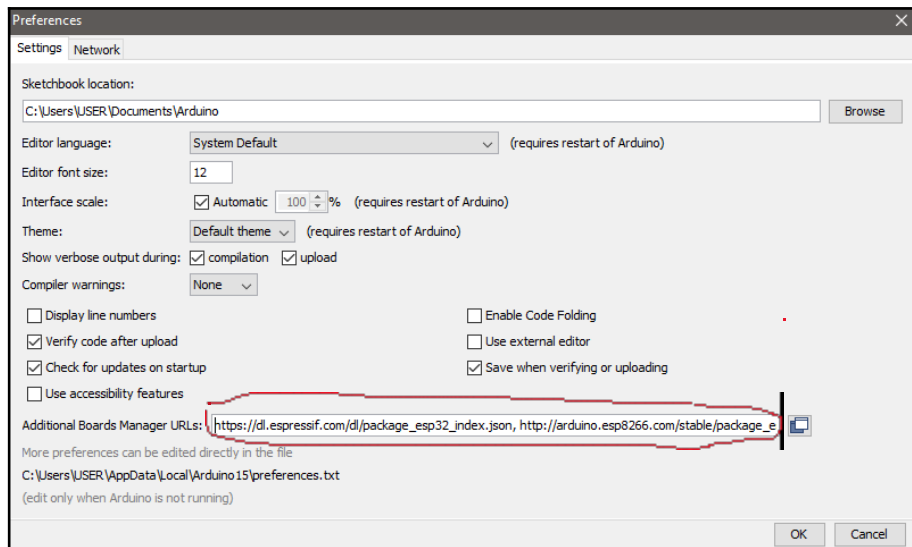 Preferences
Settings Network
Sketchbook location:
C:\Users\USER\Documents\Arduino Browse
Editor language: System Default (requires restart of Arduino)
Editor font size: 12
Interface scale: Automatic 100 % (requires restart of Arduino)
Theme: Default theme (requires restart of Arduino)
Show verbose output during: compilation upload
Compiler warnings: None
Display line numbers Enable Code Folding
Verify code after upload Use external editor
Check for updates on startup Save when verifying or uploading
Use accessibility features
Additional Boards Manager URLs: https://dl.espressif.com/dl/package_esp32_index.json, http://arduino.esp8266.com/stable/package_e
More preferences can be edited directly in the file
C:\Users\USER\AppData\Local\Arduino15\preferences.txt
(edit only when Arduino is not running)
OK Cancel